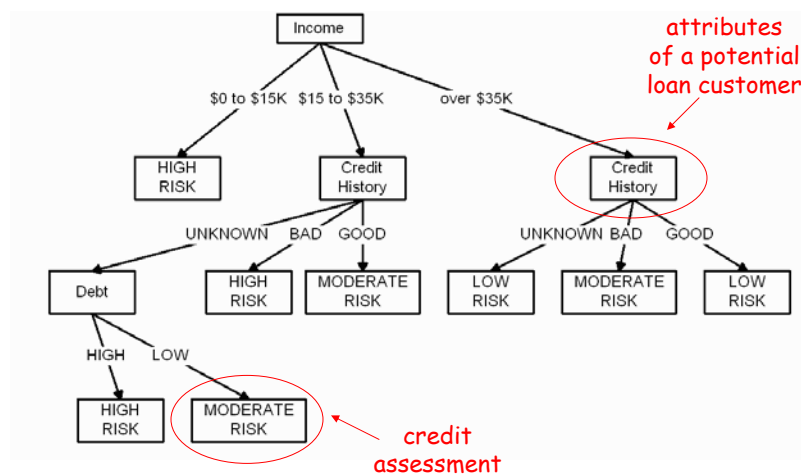 Income
attributes
of a potential
loan customer
$0 to $15K
$15 to $35K
over $35K
HIGH
RISK
Credit
History
Credit
History
UNKNOWN
BAD
GOOD
UNKNOWN
BAD
GOOD
Debt
HIGH
RISK
MODERATE
RISK
LOW
RISK
MODERATE
RISK
LOW
RISK
HIGH
LOW
HIGH
RISK
MODERATE
RISK
credit
assessment